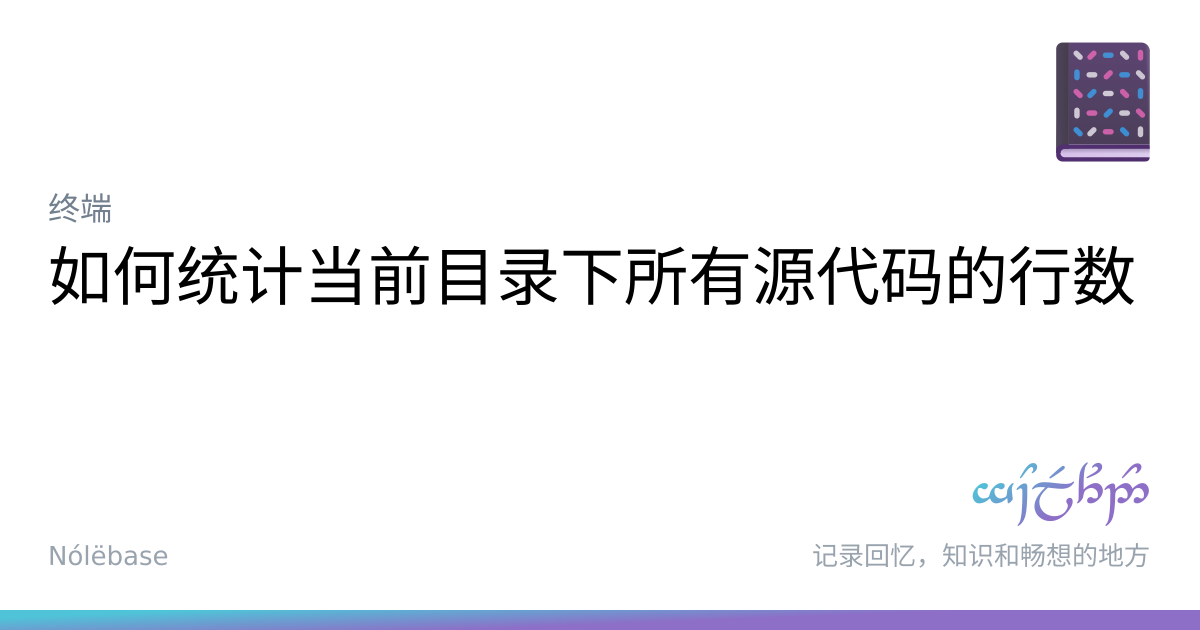 终端
如何统计当前目录下所有源代码的行数
Nólëbase
记录回忆，知识和畅想的地方